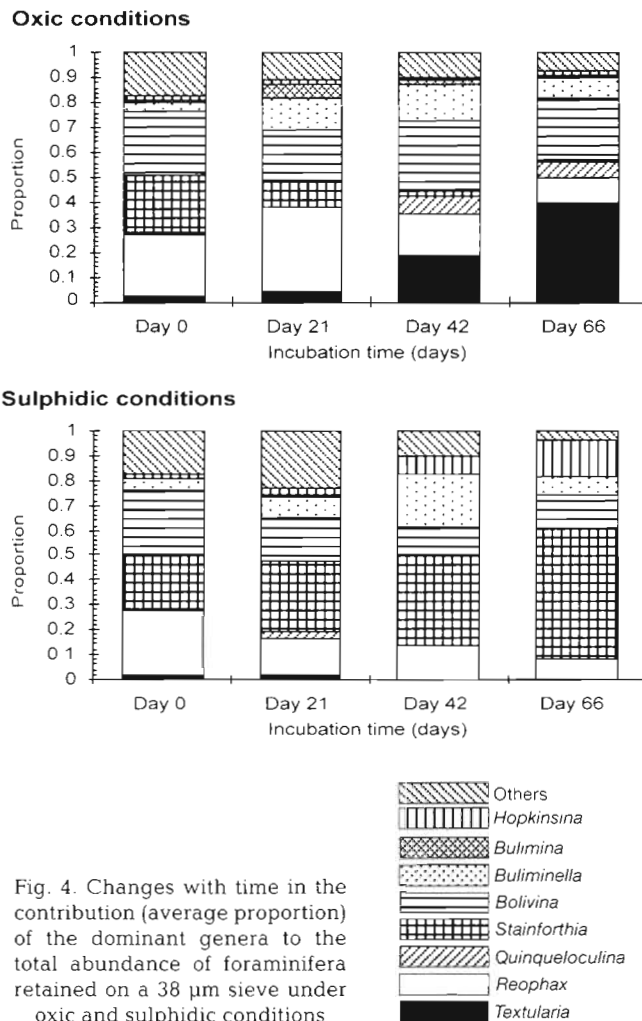 Oxic conditions
1
0.9
0.8
0 7
0.6
0.5
0 4
0.3
0.2
0.1
0
Proportion
Day 0 Day 21 Day 42 Day 66
Incubation time (days)
Sulphidic conditions
1
0.9
0.8
0.7
0.6
0.5
0.4
0.3
0.2
0 1
0
Proportion
Day 0 Day 21 Day 42 Day 66
Incubation time (days)
Others
Hopkinsina
Bulimina
Buliminella
Bolivina
Stainforthia
Quinqueloculina
Reophax
Textularia
Fig. 4. Changes with time in the
contribution (average proportion)
of the dominant genera to the
total abundance of foraminifera
retained on a 38 µm sieve under
oxic and sulphidic conditions